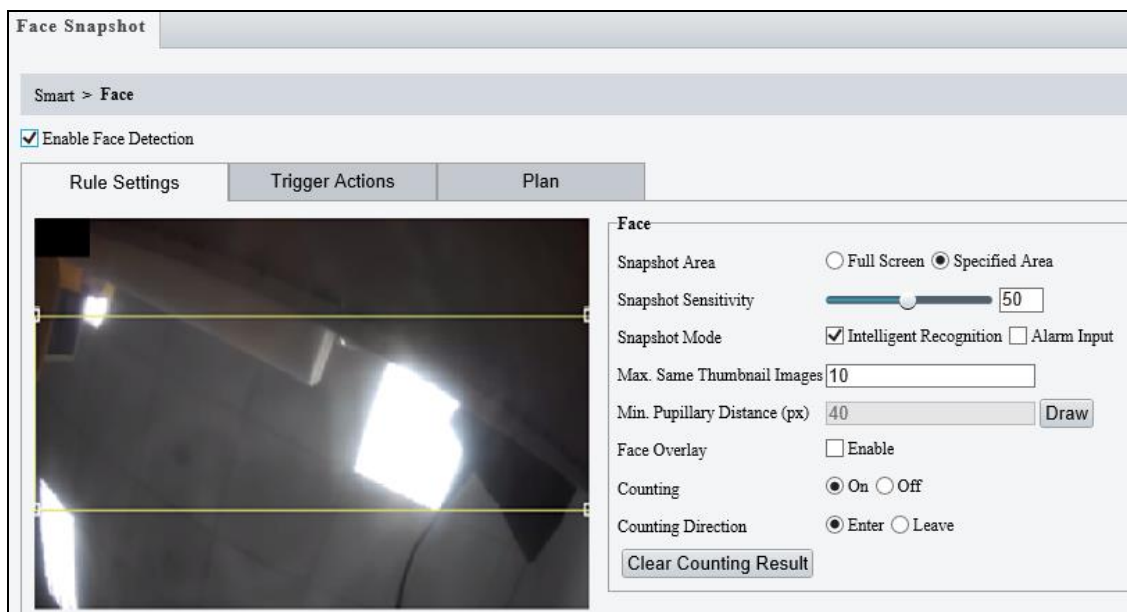 Face Snapshot
Smart > Face
Enable Face Detection
Rule Settings Trigger Actions Plan
Face
Snapshot Area Full Screen Specified Area
Snapshot Sensitivity 50
Snapshot Mode Intelligent Recognition Alarm Input
Max. Same Thumbnail Images 10
Min. Pupillary Distance (px) 40 Draw
Face Overlay Enable
Counting On Off
Counting Direction Enter Leave
Clear Counting Result